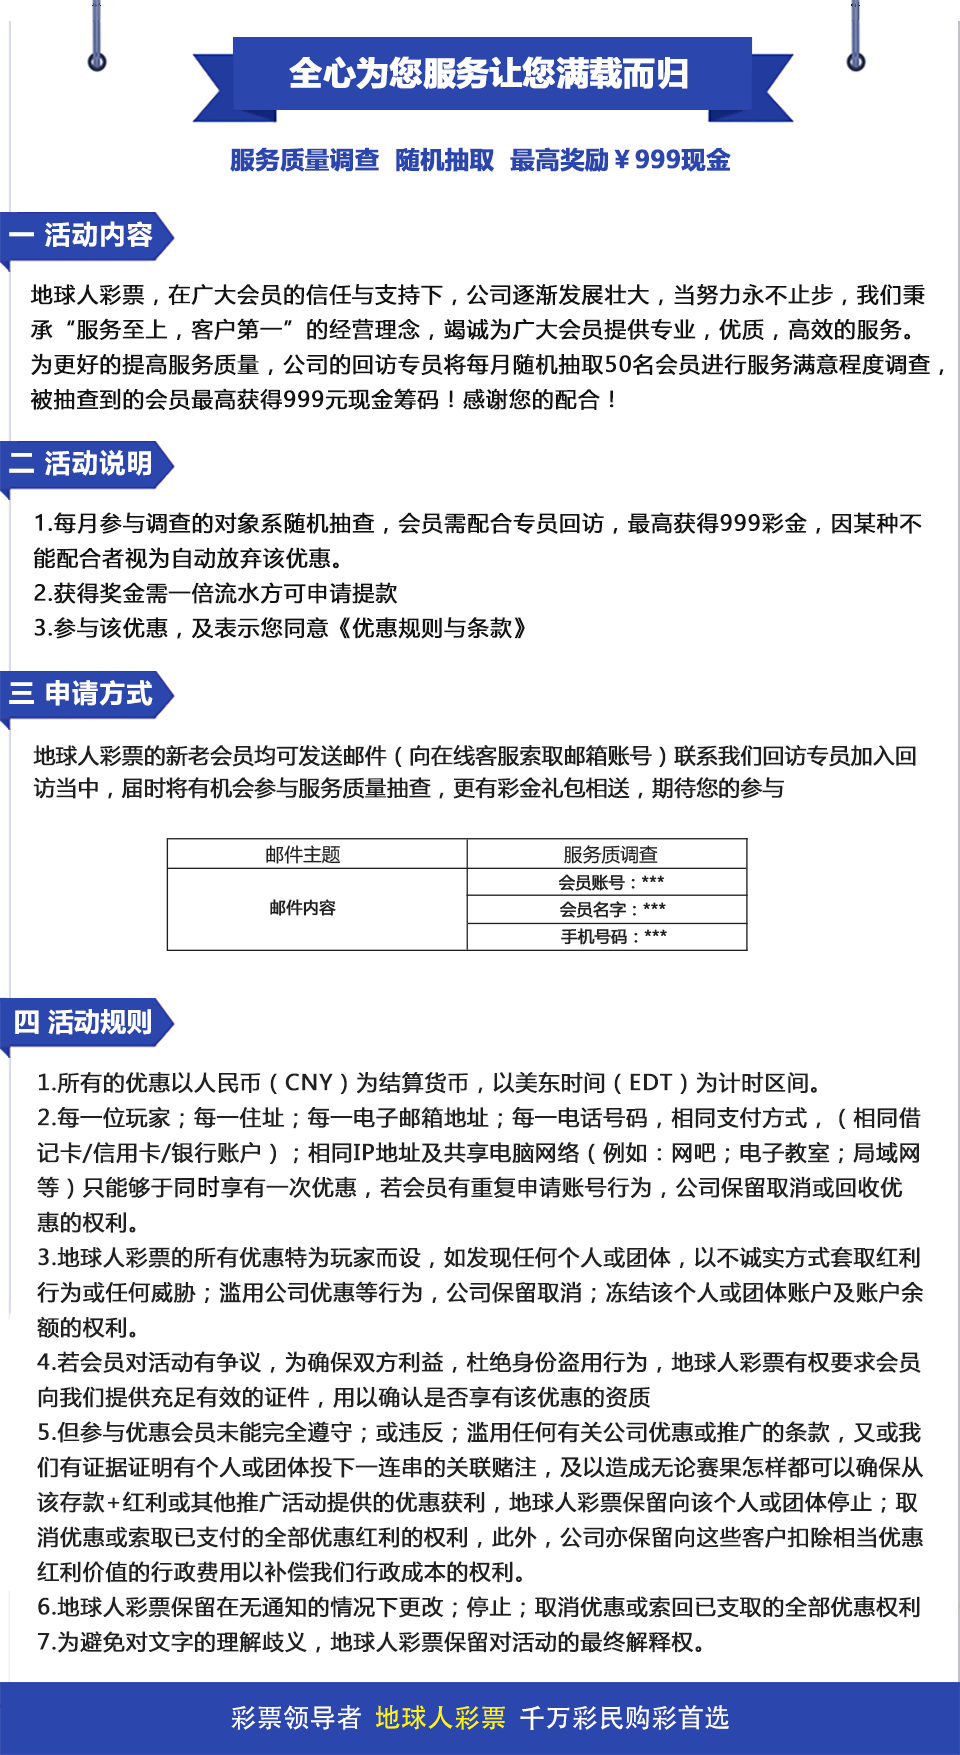 全心为您服务让您满载而归
服务质量调查 随机抽取 最高奖励￥999现金
一 活动内容
地球人彩票，在广大会员的信任与支持下，公司逐渐发展壮大，当努力永不止步，我们秉
承“服务至上，客户第一”的经营理念，竭诚为广大会员提供专业，优质，高效的服务。
为更好的提高服务质量，公司的回访专员将每月随机抽取50名会员进行服务满意程度调查，
被抽查到的会员最高获得999元现金筹码！感谢您的配合！
二 活动说明
1.每月参与调查的对象系随机抽查，会员需配合专员回访，最高获得999彩金，因某种不
能配合者视为自动放弃该优惠。
2.获得奖金需一倍流水方可申请提款
3.参与该优惠，及表示您同意《优惠规则与条款》
三 申请方式
地球人彩票的新老会员均可发送邮件（向在线客服索取邮箱账号）联系我们回访专员加入回
访当中，届时将有机会参与服务质量抽查，更有彩金礼包相送，期待您的参与
邮件主题 服务质调查
邮件内容 会员账号：***
会员名字：***
手机号码：***
四 活动规则
1.所有的优惠以人民币（CNY）为结算货币，以美东时间（EDT）为计时区间。
2.每一位玩家；每一住址；每一电子邮箱地址；每一电话号码，相同支付方式，（相同借
记卡/信用卡/银行账户）；相同IP地址及共享电脑网络（例如：网吧；电子教室；局域网
等）只能够于同时享有一次优惠，若会员有重复申请账号行为，公司保留取消或回收优
惠的权利。
3.地球人彩票的所有优惠特为玩家而设，如发现任何个人或团体，以不诚实方式套取红利
行为或任何威胁；滥用公司优惠等行为，公司保留取消；冻结该个人或团体账户及账户余
额的权利。
4.若会员对活动有争议，为确保双方利益，杜绝身份盗用行为，地球人彩票有权要求会员
向我们提供充足有效的证件，用以确认是否享有该优惠的资质
5.但参与优惠会员未能完全遵守；或违反；滥用任何有关公司优惠或推广的条款，又或我
们有证据证明有个人或团体投下一连串的关联赌注，及以造成无论赛果怎样都可以确保从
该存款+红利或其他推广活动提供的优惠获利，地球人彩票保留向该个人或团体停止；取
消优惠或索取已支付的全部优惠红利的权利，此外，公司亦保留向这些客户扣除相当优惠
红利价值的行政费用以补偿我们行政成本的权利。
6.地球人彩票保留在无通知的情况下更改；停止；取消优惠或索回已支取的全部优惠权利
7.为避免对文字的理解歧义，地球人彩票保留对活动的最终解释权。
彩票领导者 地球人彩票 千万彩民购彩首选